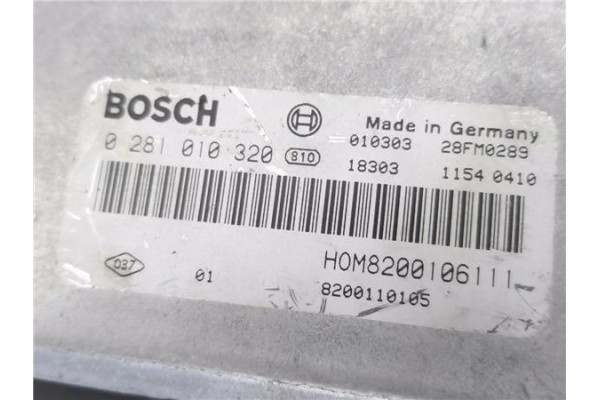 BOSCH Made in Germany
0 281 010 320 810 010303 28FM0289
18303 1154 0410
HOM8200106111
037 01 8200110105